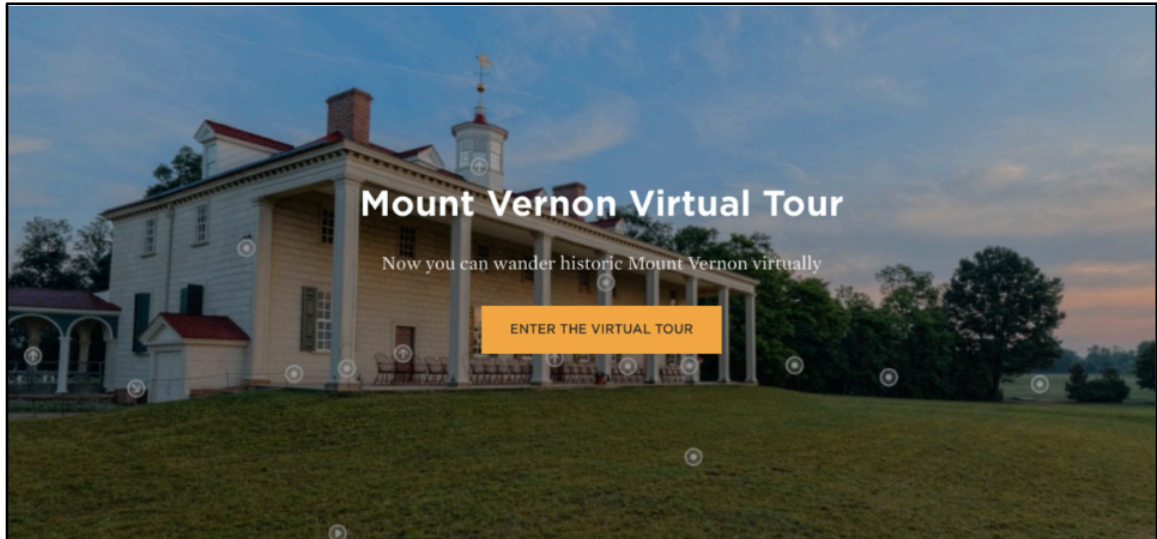 Mount Vernon Virtual Tour
Now you can wander historic Mount Vernon virtually
ENTER THE VIRTUAL TOUR